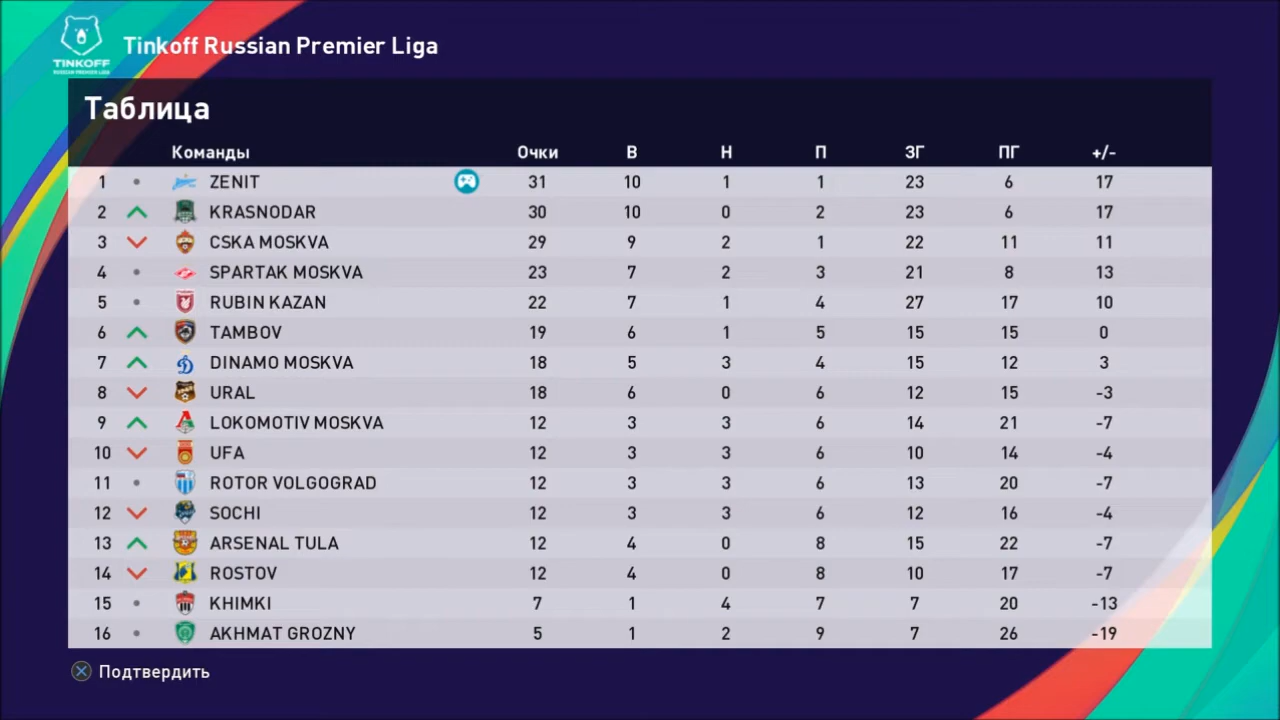 Tinkoff Russian Premier Liga
TINKOFF
RUSSIAN PREMIER LIGA
Таблица
Команды Очки В Н П ЗГ ПГ +/-
1 ZENIT 31 10 1 1 23 6 17
2 KRASNODAR 30 10 0 2 23 6 17
3 CSKA MOSKVA 29 9 2 1 22 11 11
4 SPARTAK MOSKVA 23 7 2 3 21 8 13
5 RUBIN KAZAN 22 7 1 4 27 17 10
6 TAMBOV 19 6 1 5 15 15 0
7 DINAMO MOSKVA 18 5 3 4 15 12 3
8 URAL 18 6 0 6 12 15 -3
9 LOKOMOTIV MOSKVA 12 3 3 6 14 21 -7
10 UFA 12 3 3 6 10 14 -4
11 ROTOR VOLGOGRAD 12 3 3 6 13 20 -7
12 SOCHI 12 3 3 6 12 16 -4
13 ARSENAL TULA 12 4 0 8 15 22 -7
14 ROSTOV 12 4 0 8 10 17 -7
15 KHIMKI 7 1 4 7 7 20 -13
16 AKHMAT GROZNY 5 1 2 9 7 26 -19
Подтвердить